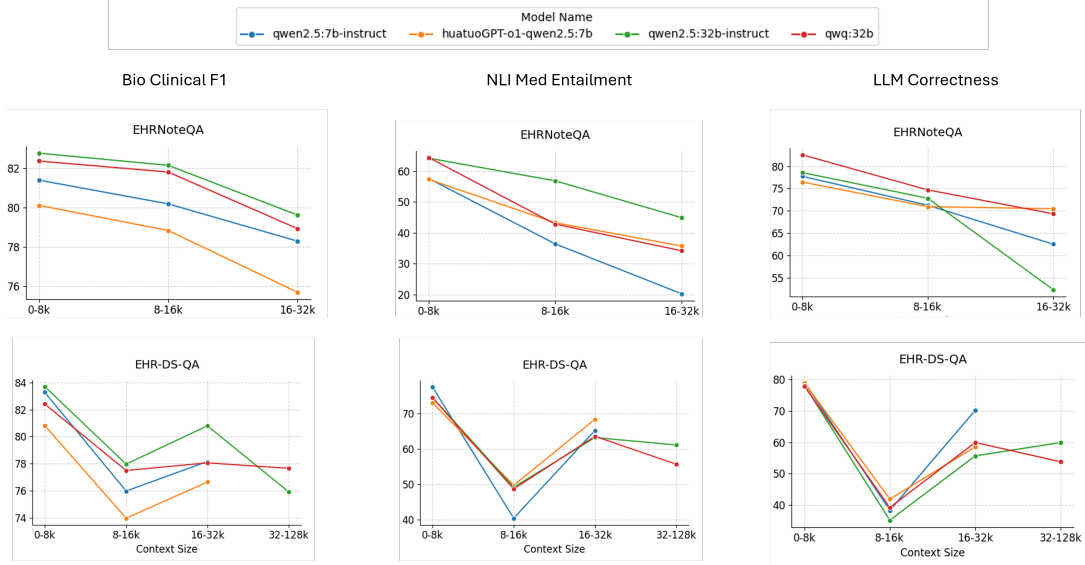 Model Name
qwen2.5:7b-instruct huatuoGPT-o1-qwen2.5:7b qwen2.5:32b-instruct qwq:32b
Bio Clinical F1 NLI Med Entailment LLM Correctness
EHRNoteQA
82
80
78
76
0-8k 8-16k 16-32k
EHRNoteQA
60
50
40
30
20
0-8k 8-16k 16-32k
EHRNoteQA
80
75
70
65
60
55
0-8k 8-16k 16-32k
EHR-DS-QA
84
82
80
78
76
74
0-8k 8-16k 16-32k 32-128k
Context Size
EHR-DS-QA
70
60
50
40
0-8k 8-16k 16-32k 32-128k
Context Size
EHR-DS-QA
80
70
60
50
40
0-8k 8-16k 16-32k 32-128k
Context Size